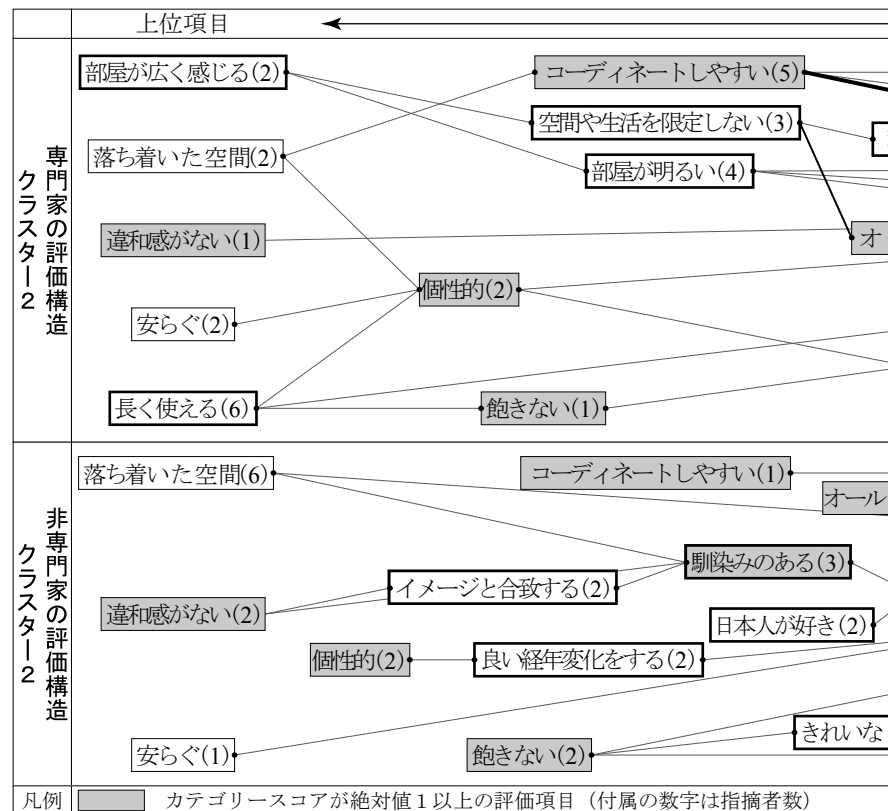 上位項目
専門家の評価構造
クラスター2
部屋が広く感じる(2)
コーディネートしやすい(5)
空間や生活を限定しない(3)
落ち着いた空間(2)
部屋が明るい(4)
違和感がない(1)
オ
個性的(2)
安らぐ(2)
長く使える(6)
飽きない(1)
非専門家の評価構造
クラスター2
落ち着いた空間(6)
コーディネートしやすい(1)
オール
馴染みのある(3)
イメージと合致する(2)
違和感がない(2)
日本人が好き(2)
個性的(2)
良い経年変化をする(2)
きれいな
安らぐ(1)
飽きない(2)
凡例 カテゴリースコアが絶対値1以上の評価項目(付属の数字は指摘者数)